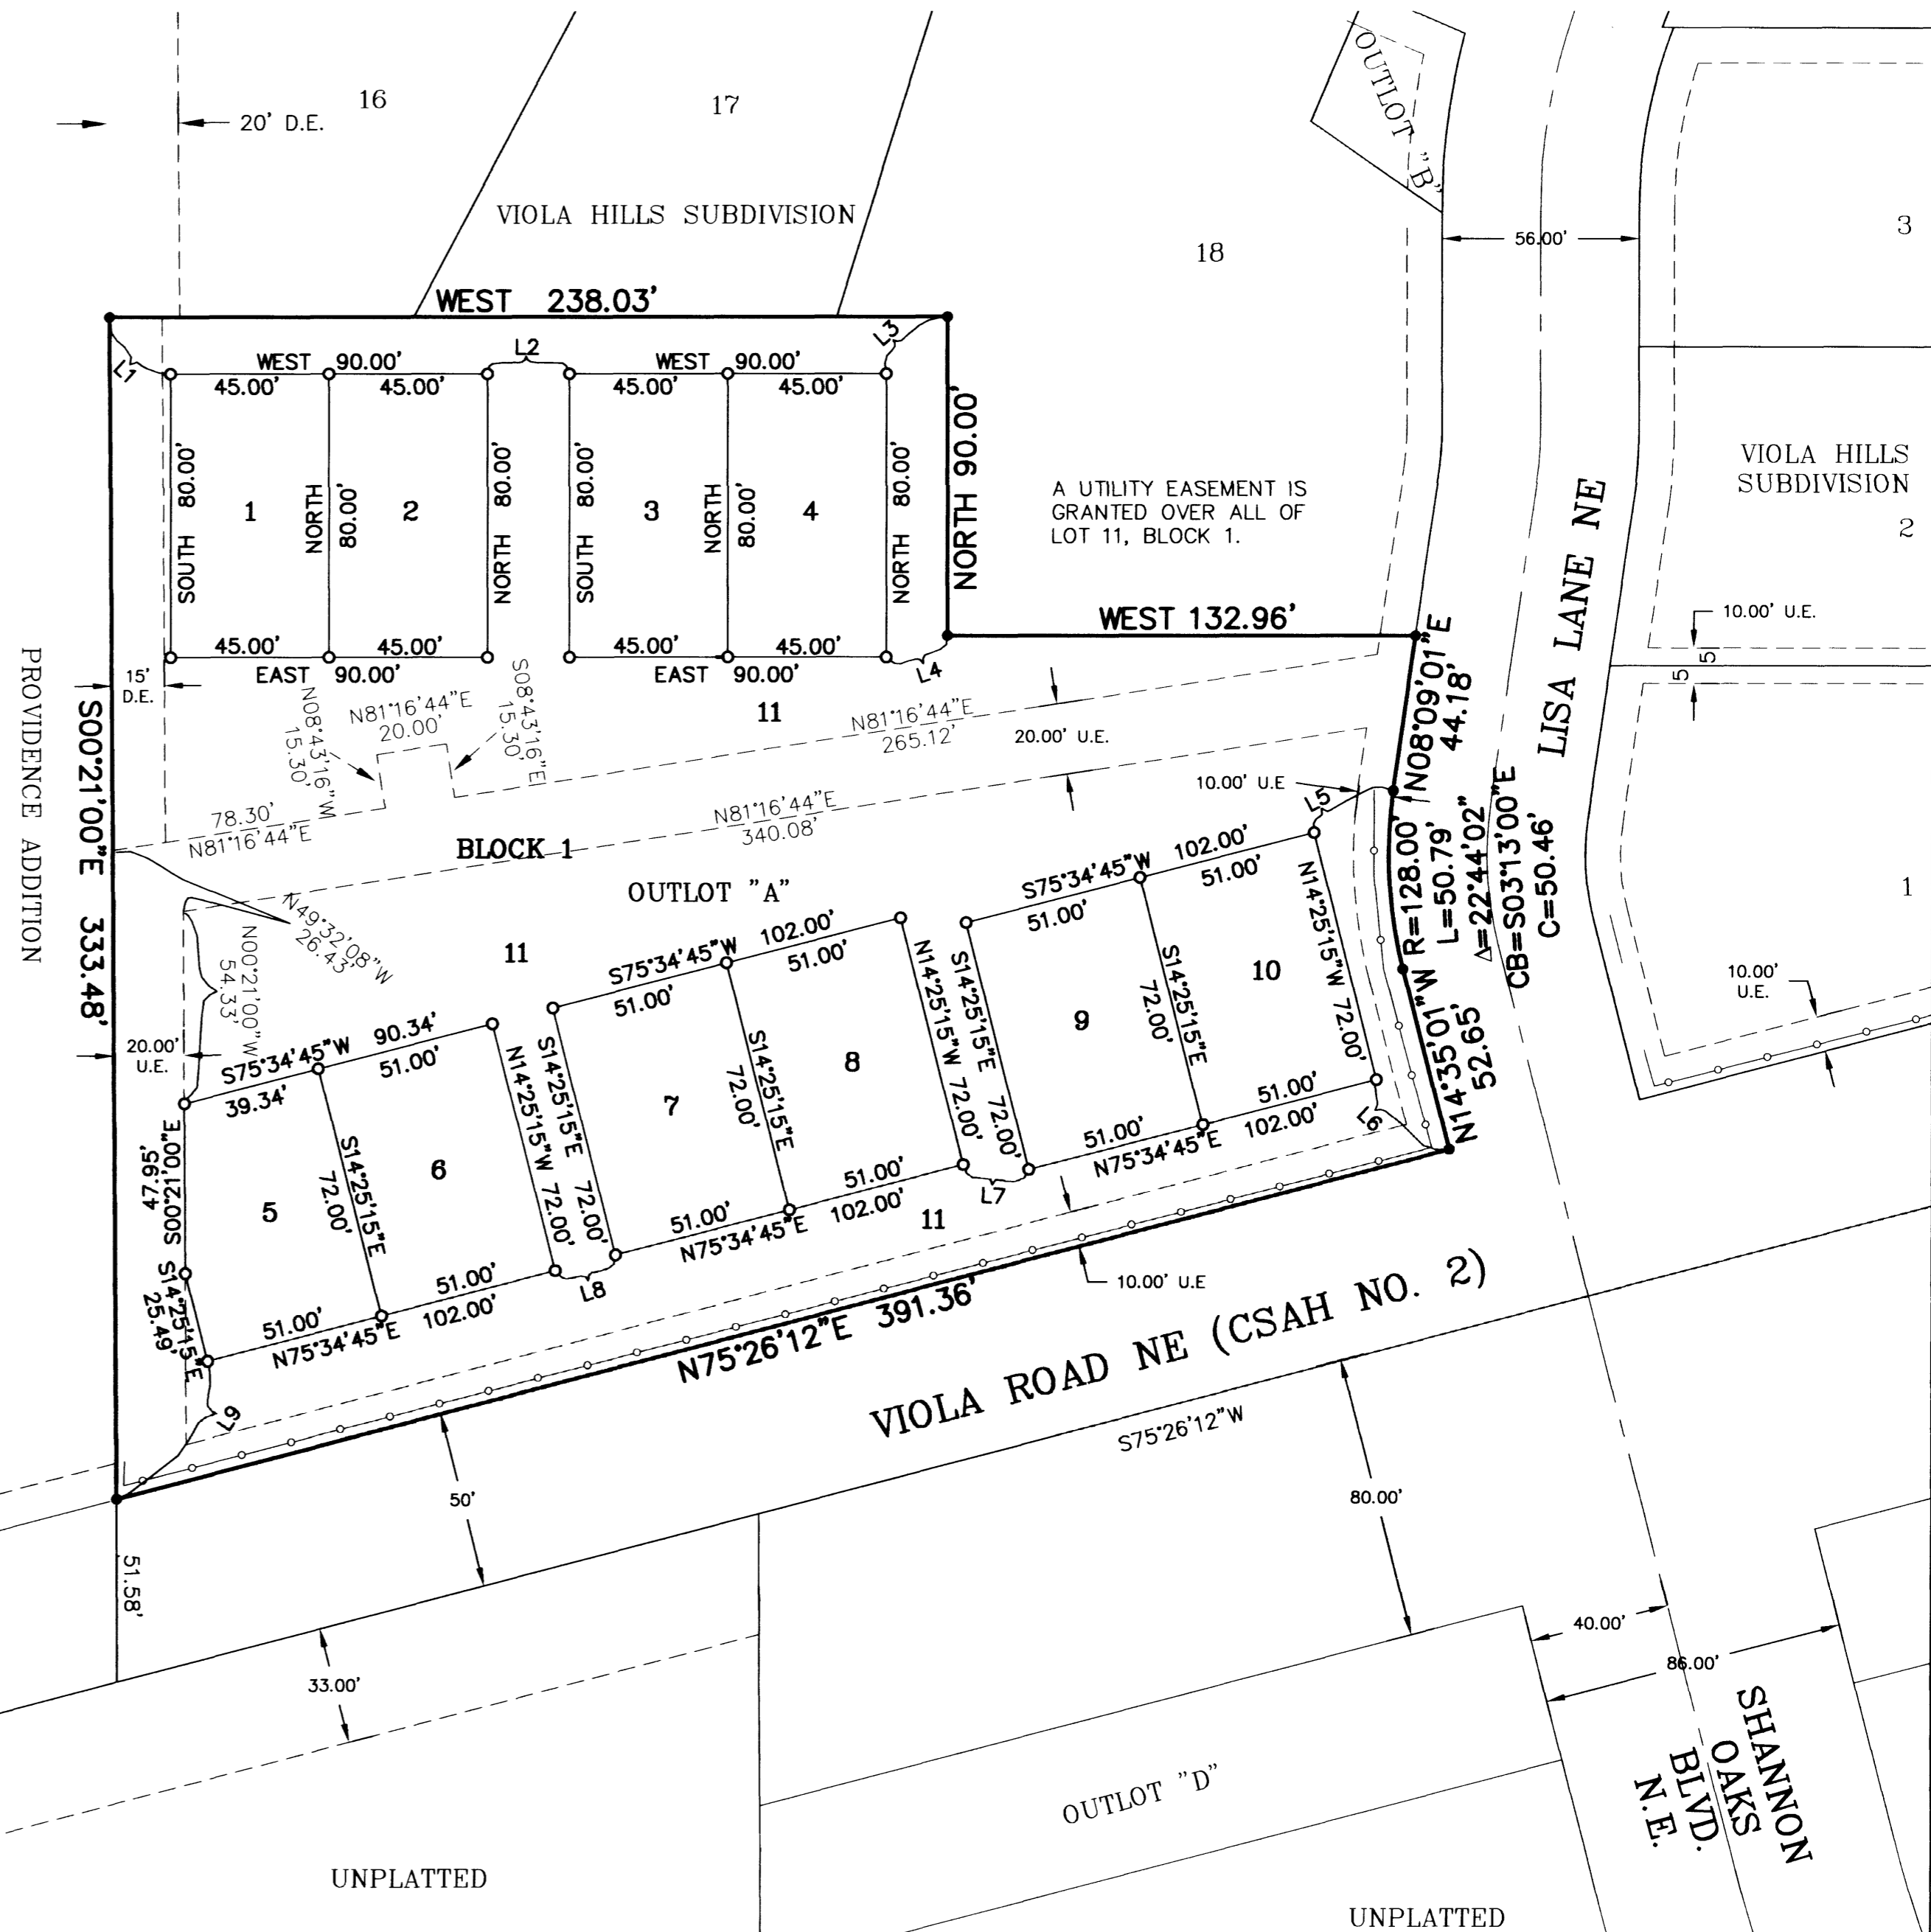 16
17
20' D.E.
OUTLOT "B"
VIOLA HILLS SUBDIVISION
18
56.00'
3
WEST 238.03'
L1
L2
L3
WEST 90.00'
45.00'
45.00'
WEST 90.00'
45.00'
45.00'
SOUTH 80.00'
1
NORTH
80.00'
2
NORTH 80.00'
SOUTH 80.00'
3
NORTH
80.00'
4
NORTH 80.00'
NORTH 90.00'
A UTILITY EASEMENT IS
GRANTED OVER ALL OF
LOT 11, BLOCK 1.
VIOLA HILLS
SUBDIVISION
2
LISA LANE NE
10.00' U.E.
5
5
WEST 132.96'
45.00'
45.00'
EAST 90.00'
45.00'
45.00'
EAST 90.00'
L4
15'
D.E.
N08°43'16"W
15.30'
N81°16'44"E
20.00'
S08°43'16"E
15.30'
11
N81°16'44"E
265.12'
20.00' U.E.
N08°09'01"E
44.18'
PROVIDENCE ADDITION
S00°21'00"E 333.48'
78.30'
N81°16'44"E
BLOCK 1
N81°16'44"E
340.08'
10.00' U.E
L5
OUTLOT "A"
N49°32'08"W
26.43'
N00°21'00"W
54.33'
11
R=128.00'
L=50.79'
Δ=22°44'02"
CB=S03°13'00"E
C=50.46'
1
10.00'
U.E.
20.00'
U.E.
S75°34'45"W 90.34'
39.34'
51.00'
S75°34'45"W 102.00'
51.00'
51.00'
S75°34'45"W 102.00'
51.00'
51.00'
47.95'
S00°21'00"E
S14°25'15"E
25.49'
5
S14°25'15"E
72.00'
6
N14°25'15"W 72.00'
S14°25'15"E 72.00'
7
S14°25'15"E
72.00'
8
N14°25'15"W 72.00'
S14°25'15"E 72.00'
9
S14°25'15"E
72.00'
10
N14°25'15"W 72.00'
N14°35'01"W
52.65'
L6
51.00'
51.00'
N75°34'45"E 102.00'
L7
51.00'
51.00'
N75°34'45"E 102.00'
11
L8
51.00'
51.00'
N75°34'45"E 102.00'
L9
10.00' U.E
N75°26'12"E 391.36'
VIOLA ROAD NE (CSAH NO. 2)
S75°26'12"W
50'
80.00'
51.58'
33.00'
40.00'
86.00'
SHANNON
OAKS
BLVD.
N.E.
OUTLOT "D"
UNPLATTED
UNPLATTED